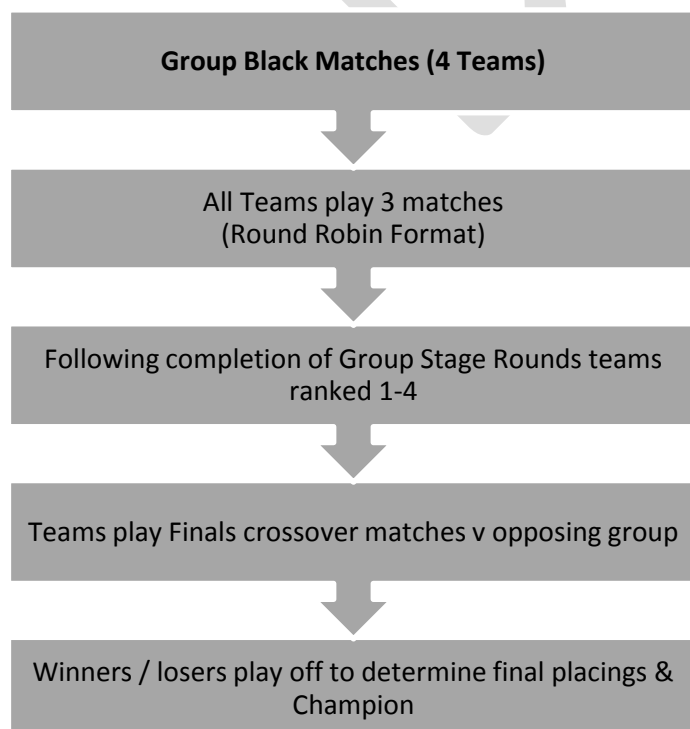 Group Black Matches (4 Teams)
All Teams play 3 matches
(Round Robin Format)
Following completion of Group Stage Rounds teams
ranked 1-4
Teams play Finals crossover matches v opposing group
Winners / losers play off to determine final placings &
Champion